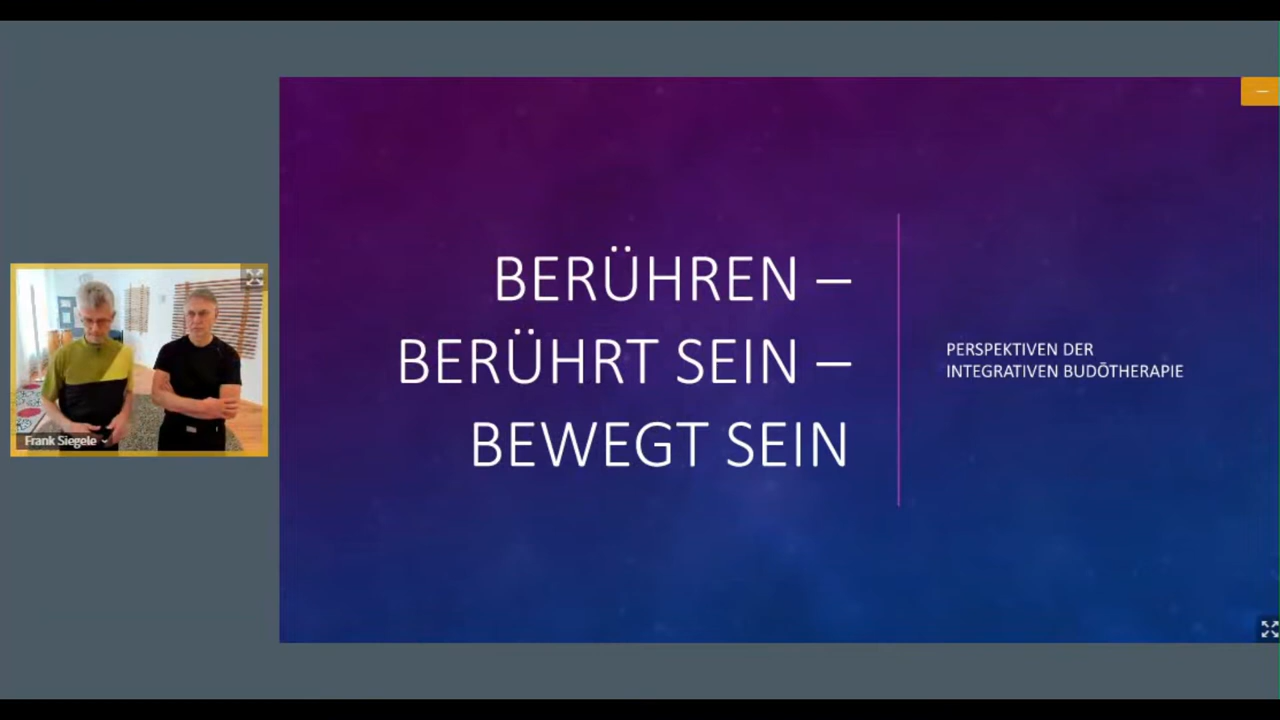 BERÜHREN –
BERÜHRT SEIN –
BEWEGT SEIN
PERSPEKTIVEN DER
INTEGRATIVEN BUDŌTHERAPIE
Frank Siegele